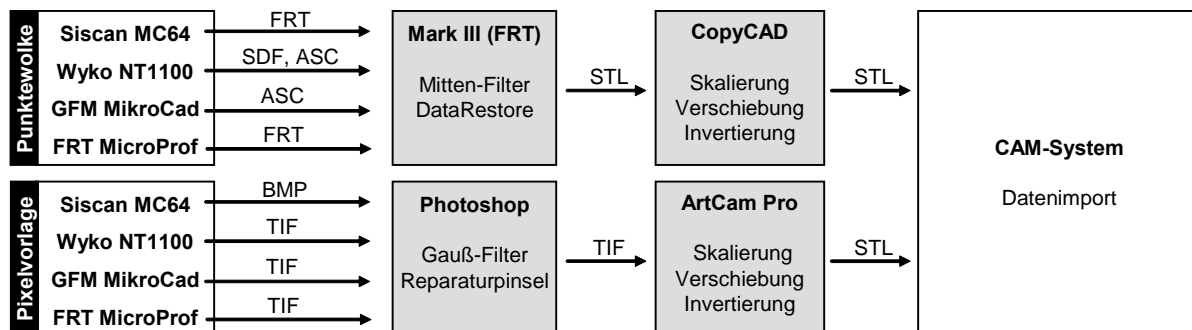 Punktewolke
Siscan MC64
FRT
Wyko NT1100
SDF, ASC
GFM MikroCad
ASC
FRT MicroProf
FRT
Mark III (FRT)
Mitten-Filter
DataRestore
STL
CopyCAD
Skalierung
Verschiebung
Invertierung
STL
Pixelvorlage
Siscan MC64
BMP
Wyko NT1100
TIF
GFM MikroCad
TIF
FRT MicroProf
TIF
Photoshop
Gauß-Filter
Reparaturpinsel
TIF
ArtCam Pro
Skalierung
Verschiebung
Invertierung
STL
CAM-System
Datenimport